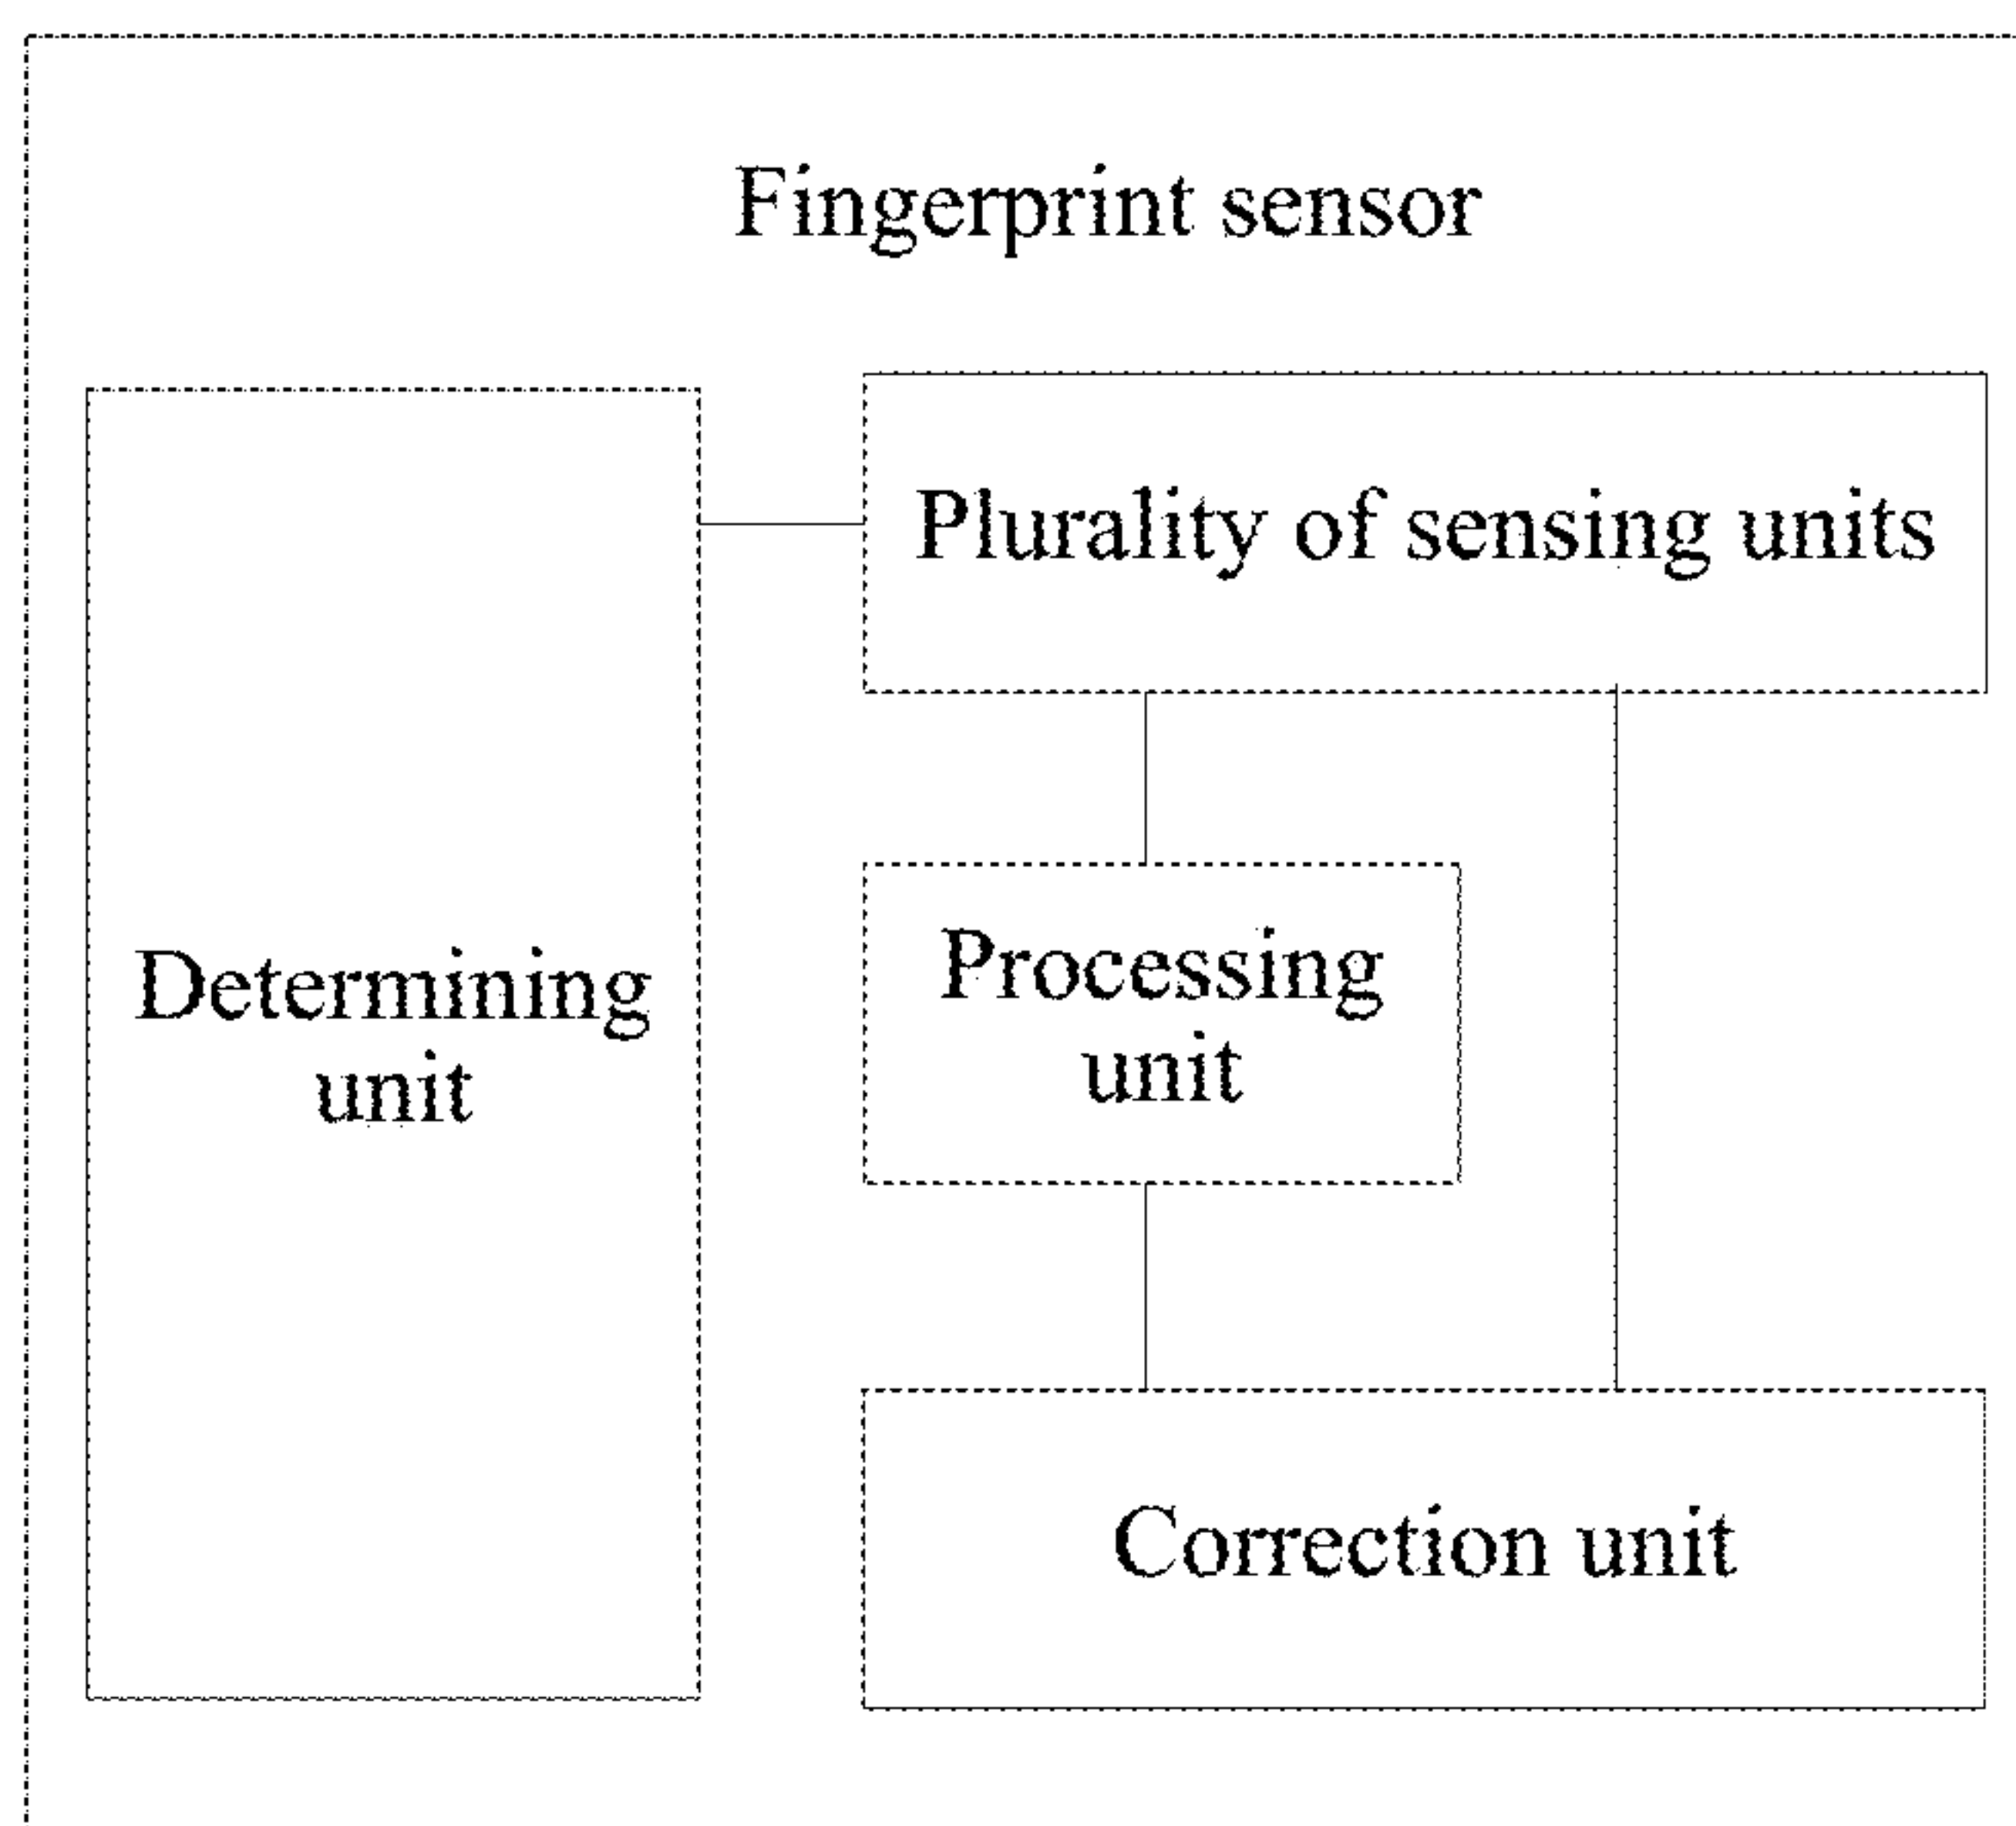 Fingerprint sensor
Plurality of sensing units
Determining
unit
Processing
unit
Correction unit